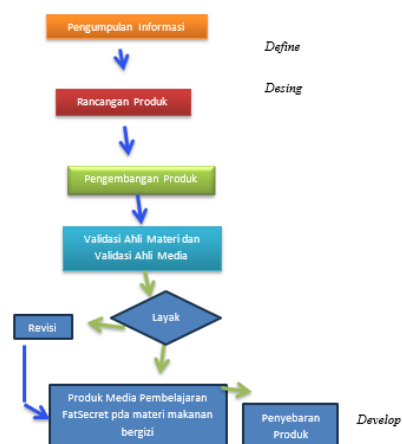 Pengumpulan Informasi
Define
Desing
Rancangan Produk
Pengembangan Produk
Validasi Ahli Materi dan
Validasi Ahli Media
Layak
Revisi
Produk Media Pembelajaran
FatSecret pda materi makanan
bergizi
Penyebaran
Produk
Develop